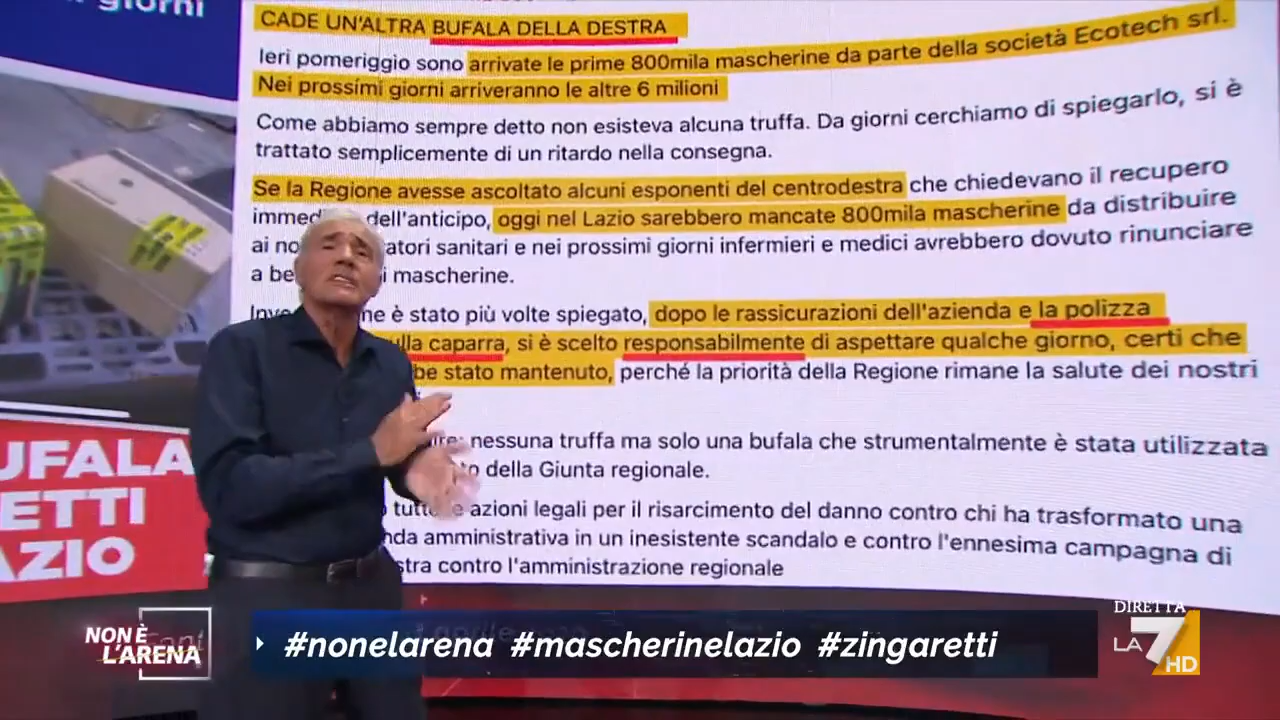 giorni
CADE UN'ALTRA BUFALA DELLA DESTRA
Ieri pomeriggio sono arrivate le prime 800mila mascherine da parte della società Ecotech srl.
Nei prossimi giorni arriveranno le altre 6 milioni
Come abbiamo sempre detto non esisteva alcuna truffa. Da giorni cerchiamo di spiegarlo, si è
trattato semplicemente di un ritardo nella consegna.
Se la Regione avesse ascoltato alcuni esponenti del centrodestra che chiedevano il recupero
dell'anticipo, oggi nel Lazio sarebbero mancate 800mila mascherine da distribuire
ai sanitari e nei prossimi giorni infermieri e medici avrebbero dovuto rinunciare
a mascherine.
è stato più volte spiegato, dopo le rassicurazioni dell'azienda e la polizza
caparra, si è scelto responsabilmente di aspettare qualche giorno, certi che
stato mantenuto, perché la priorità della Regione rimane la salute dei nostri
nessuna truffa ma solo una bufala che strumentalmente è stata utilizzata
della Giunta regionale.
azioni legali per il risarcimento del danno contro chi ha trasformato una
amministrativa in un inesistente scandalo e contro l'ennesima campagna di
contro l'amministrazione regionale
UFALA
ETTI
AZIO
NON È
L'ARENA
#nonelarena #mascherinelazio #zingaretti
DIRETTA
LA 7
HD